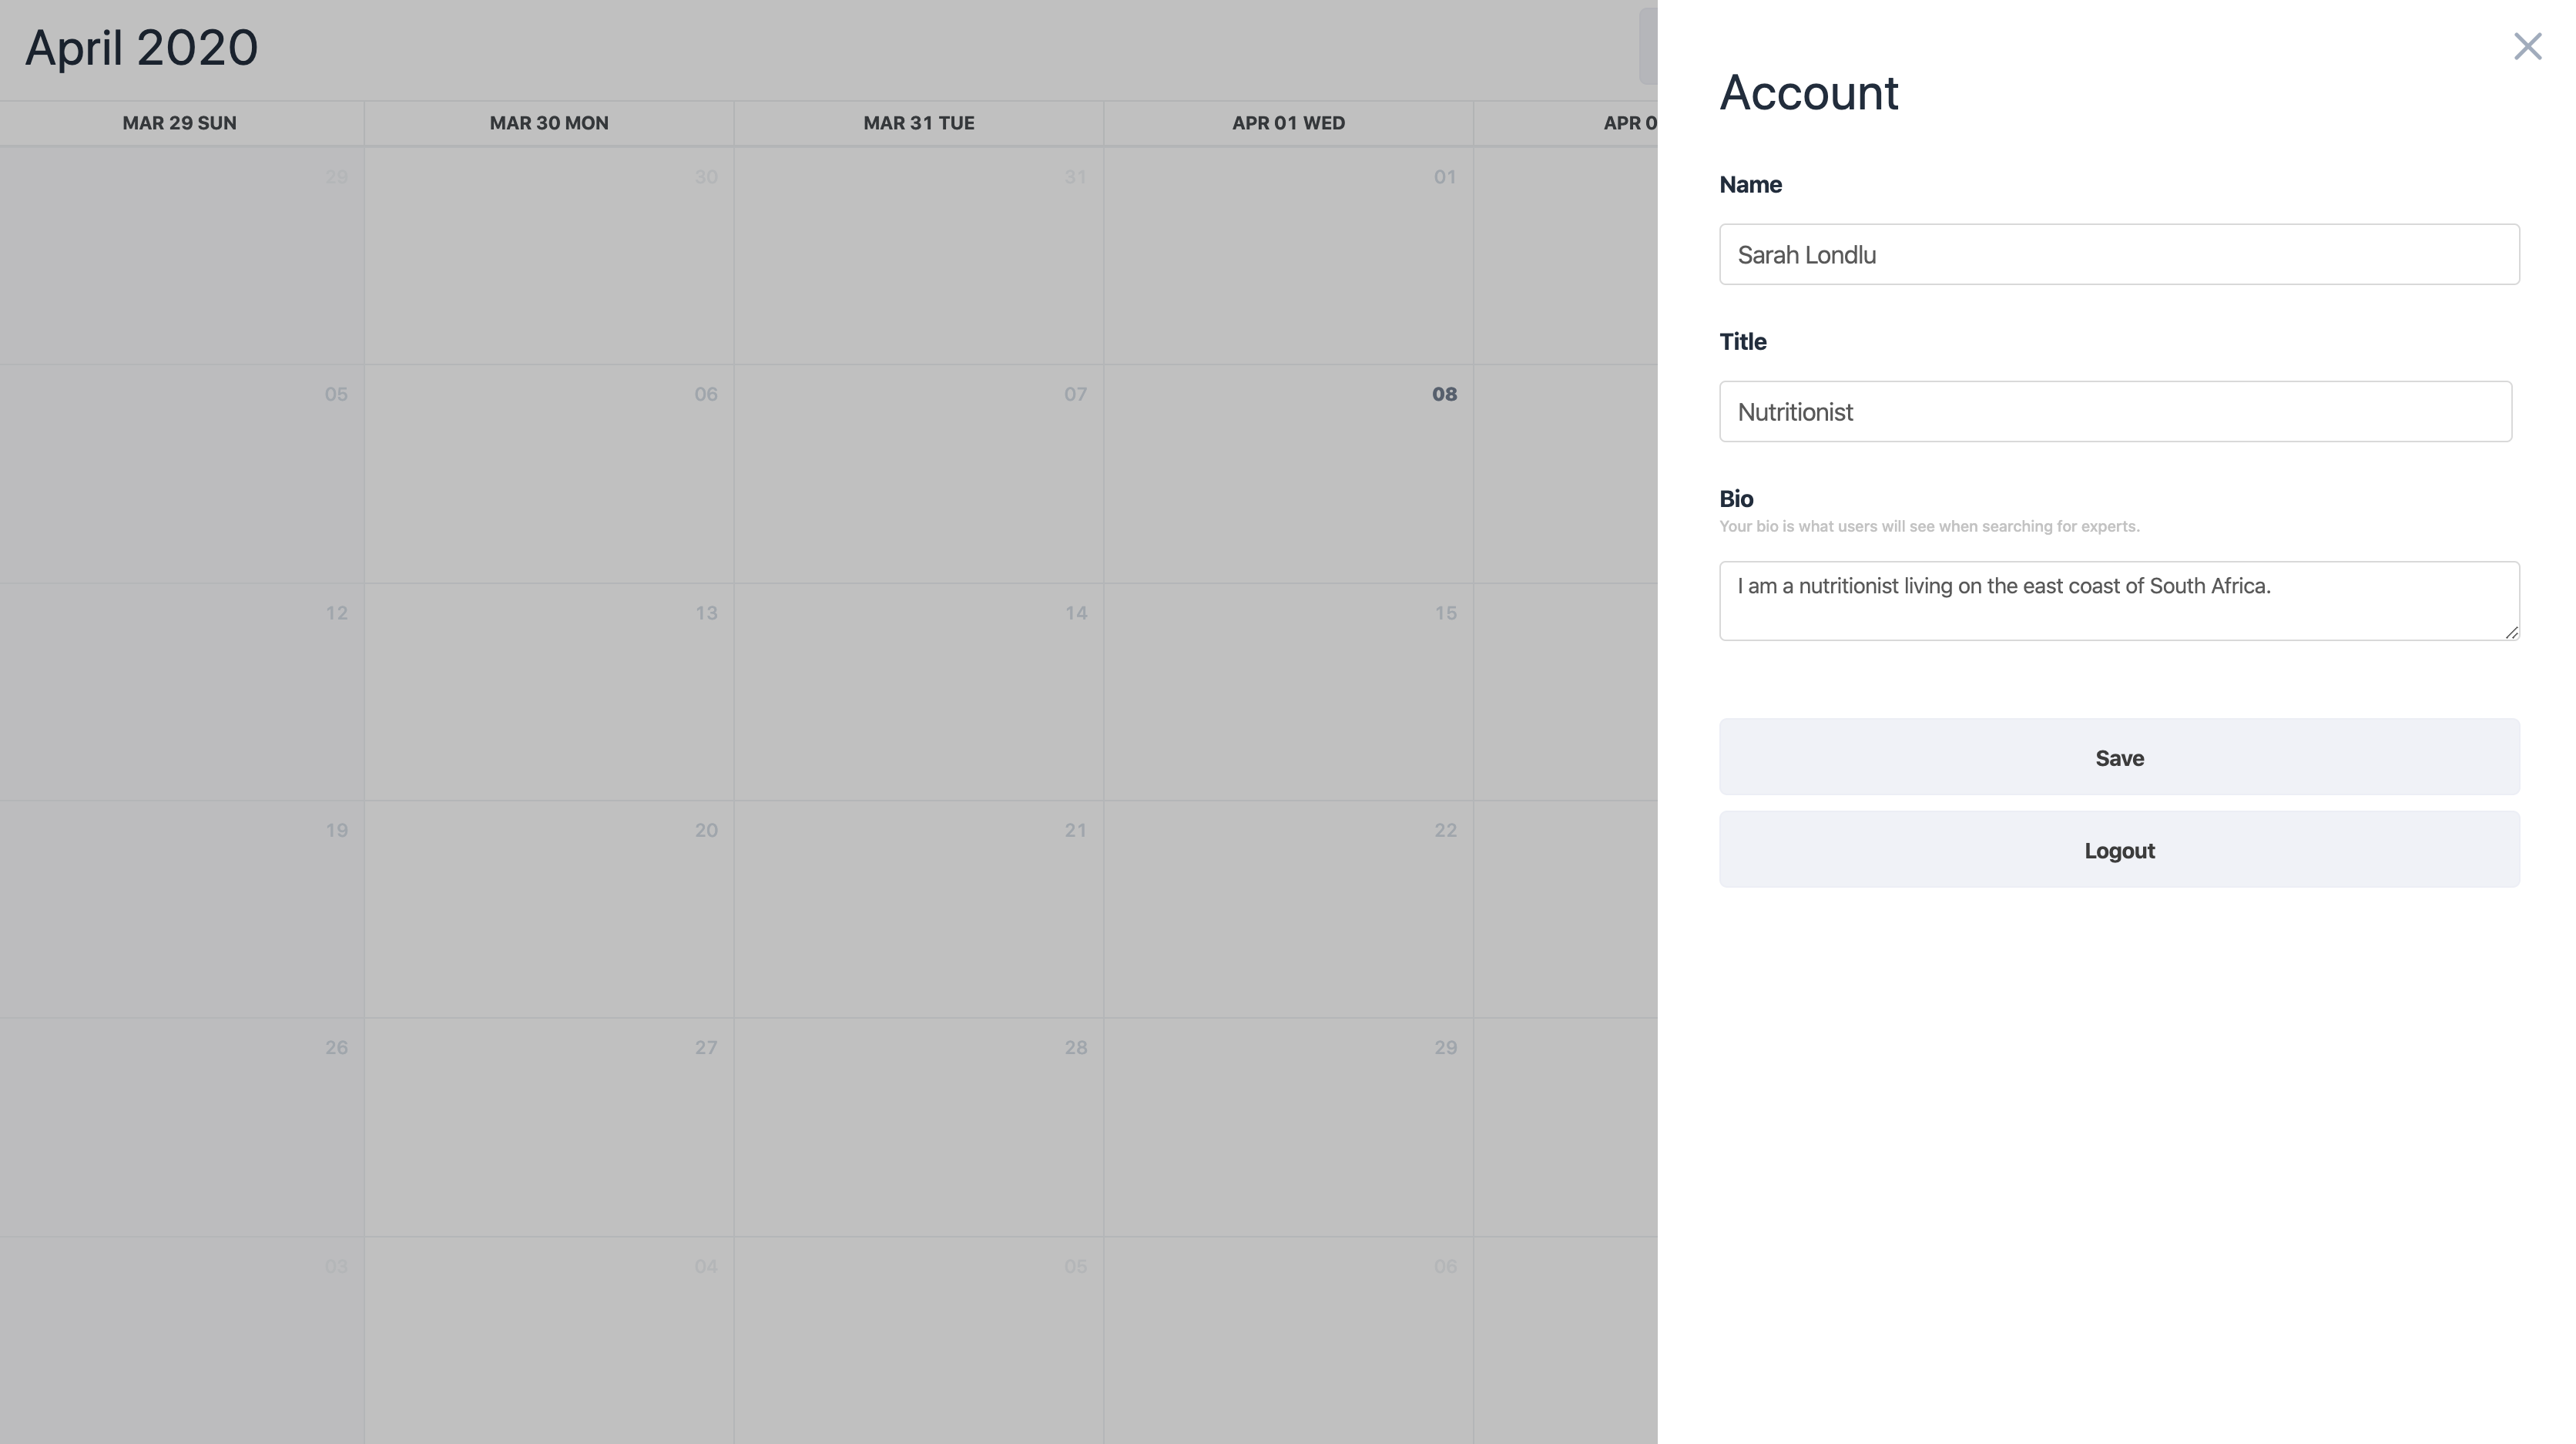 April 2020
MAR 29 SUN MAR 30 MON MAR 31 TUE APR 01 WED APR 0
29 30 31 01
05 06 07 08
12 13 14 15
19 20 21 22
26 27 28 29
03 04 05 06
Account
Name
Sarah Londlu
Title
Nutritionist
Bio
Your bio is what users will see when searching for experts.
I am a nutritionist living on the east coast of South Africa.
Save
Logout